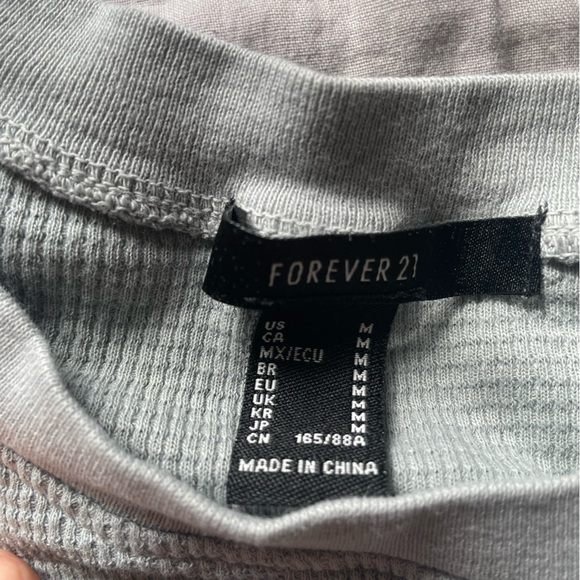 FOREVER 21
US M
CA M
MX/ECU M
BR M
EU M
UK M
KR M
JP M
CN 165/88A
MADE IN CHINA